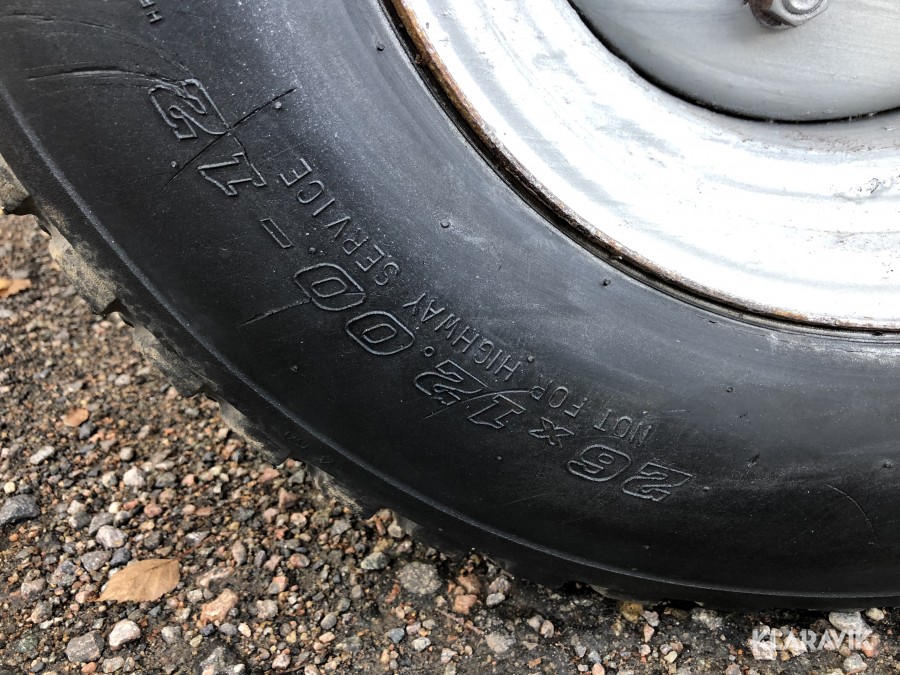 26x12.00-12
NOT FOR HIGHWAY SERVICE
KLARAVIK